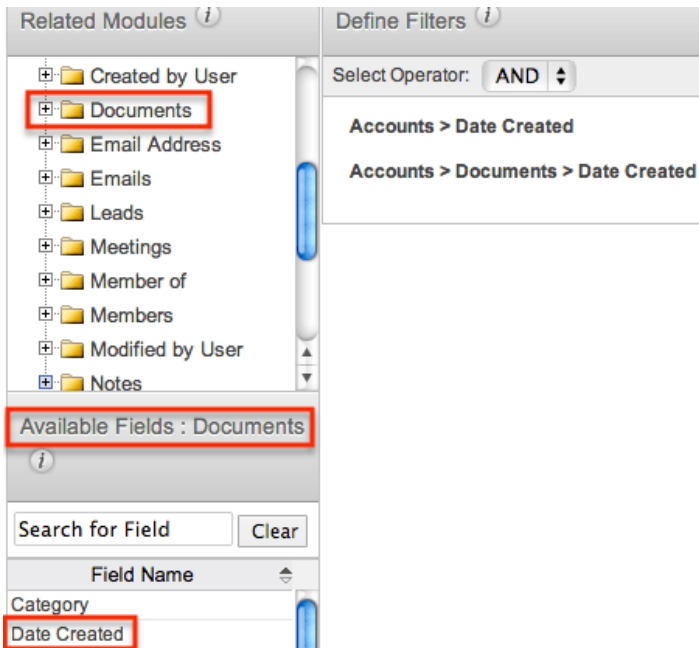 Related Modules i
Created by User
Documents
Email Address
Emails
Leads
Meetings
Member of
Members
Modified by User
Notes
Available Fields : Documents
i
Search for Field Clear
Field Name
Category
Date Created
Define Filters i
Select Operator: AND
Accounts > Date Created
Accounts > Documents > Date Created